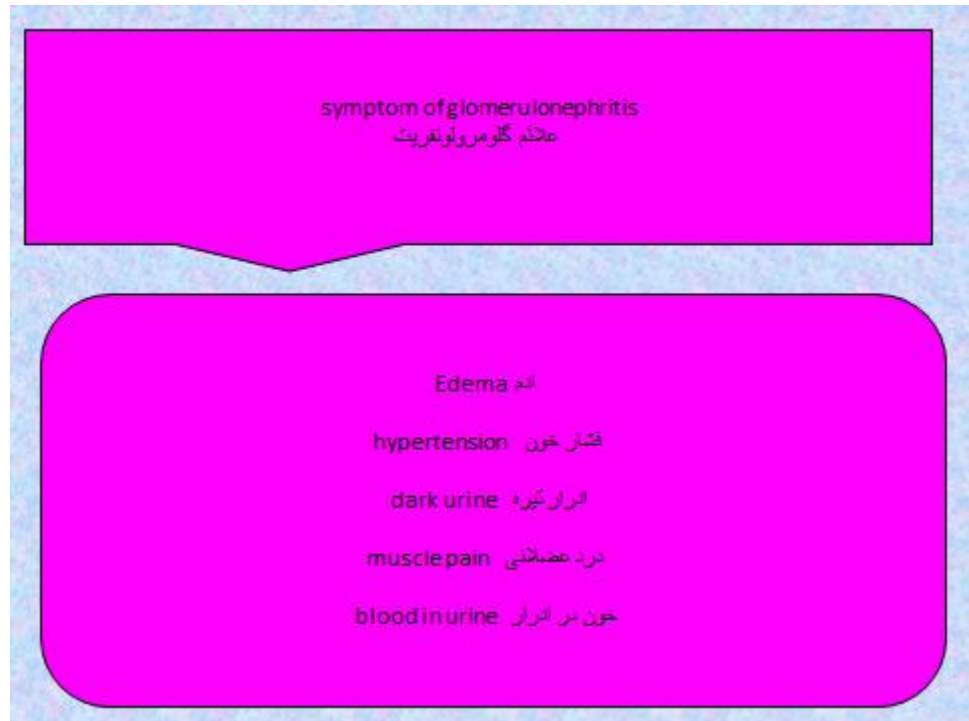 symptom of glomerulonephritis
علائم گلومرولونفریت
Edema ادم
hypertension فشار خون
dark urine ادرار تیره
muscle pain درد عضلانی
blood in urine خون در ادرار